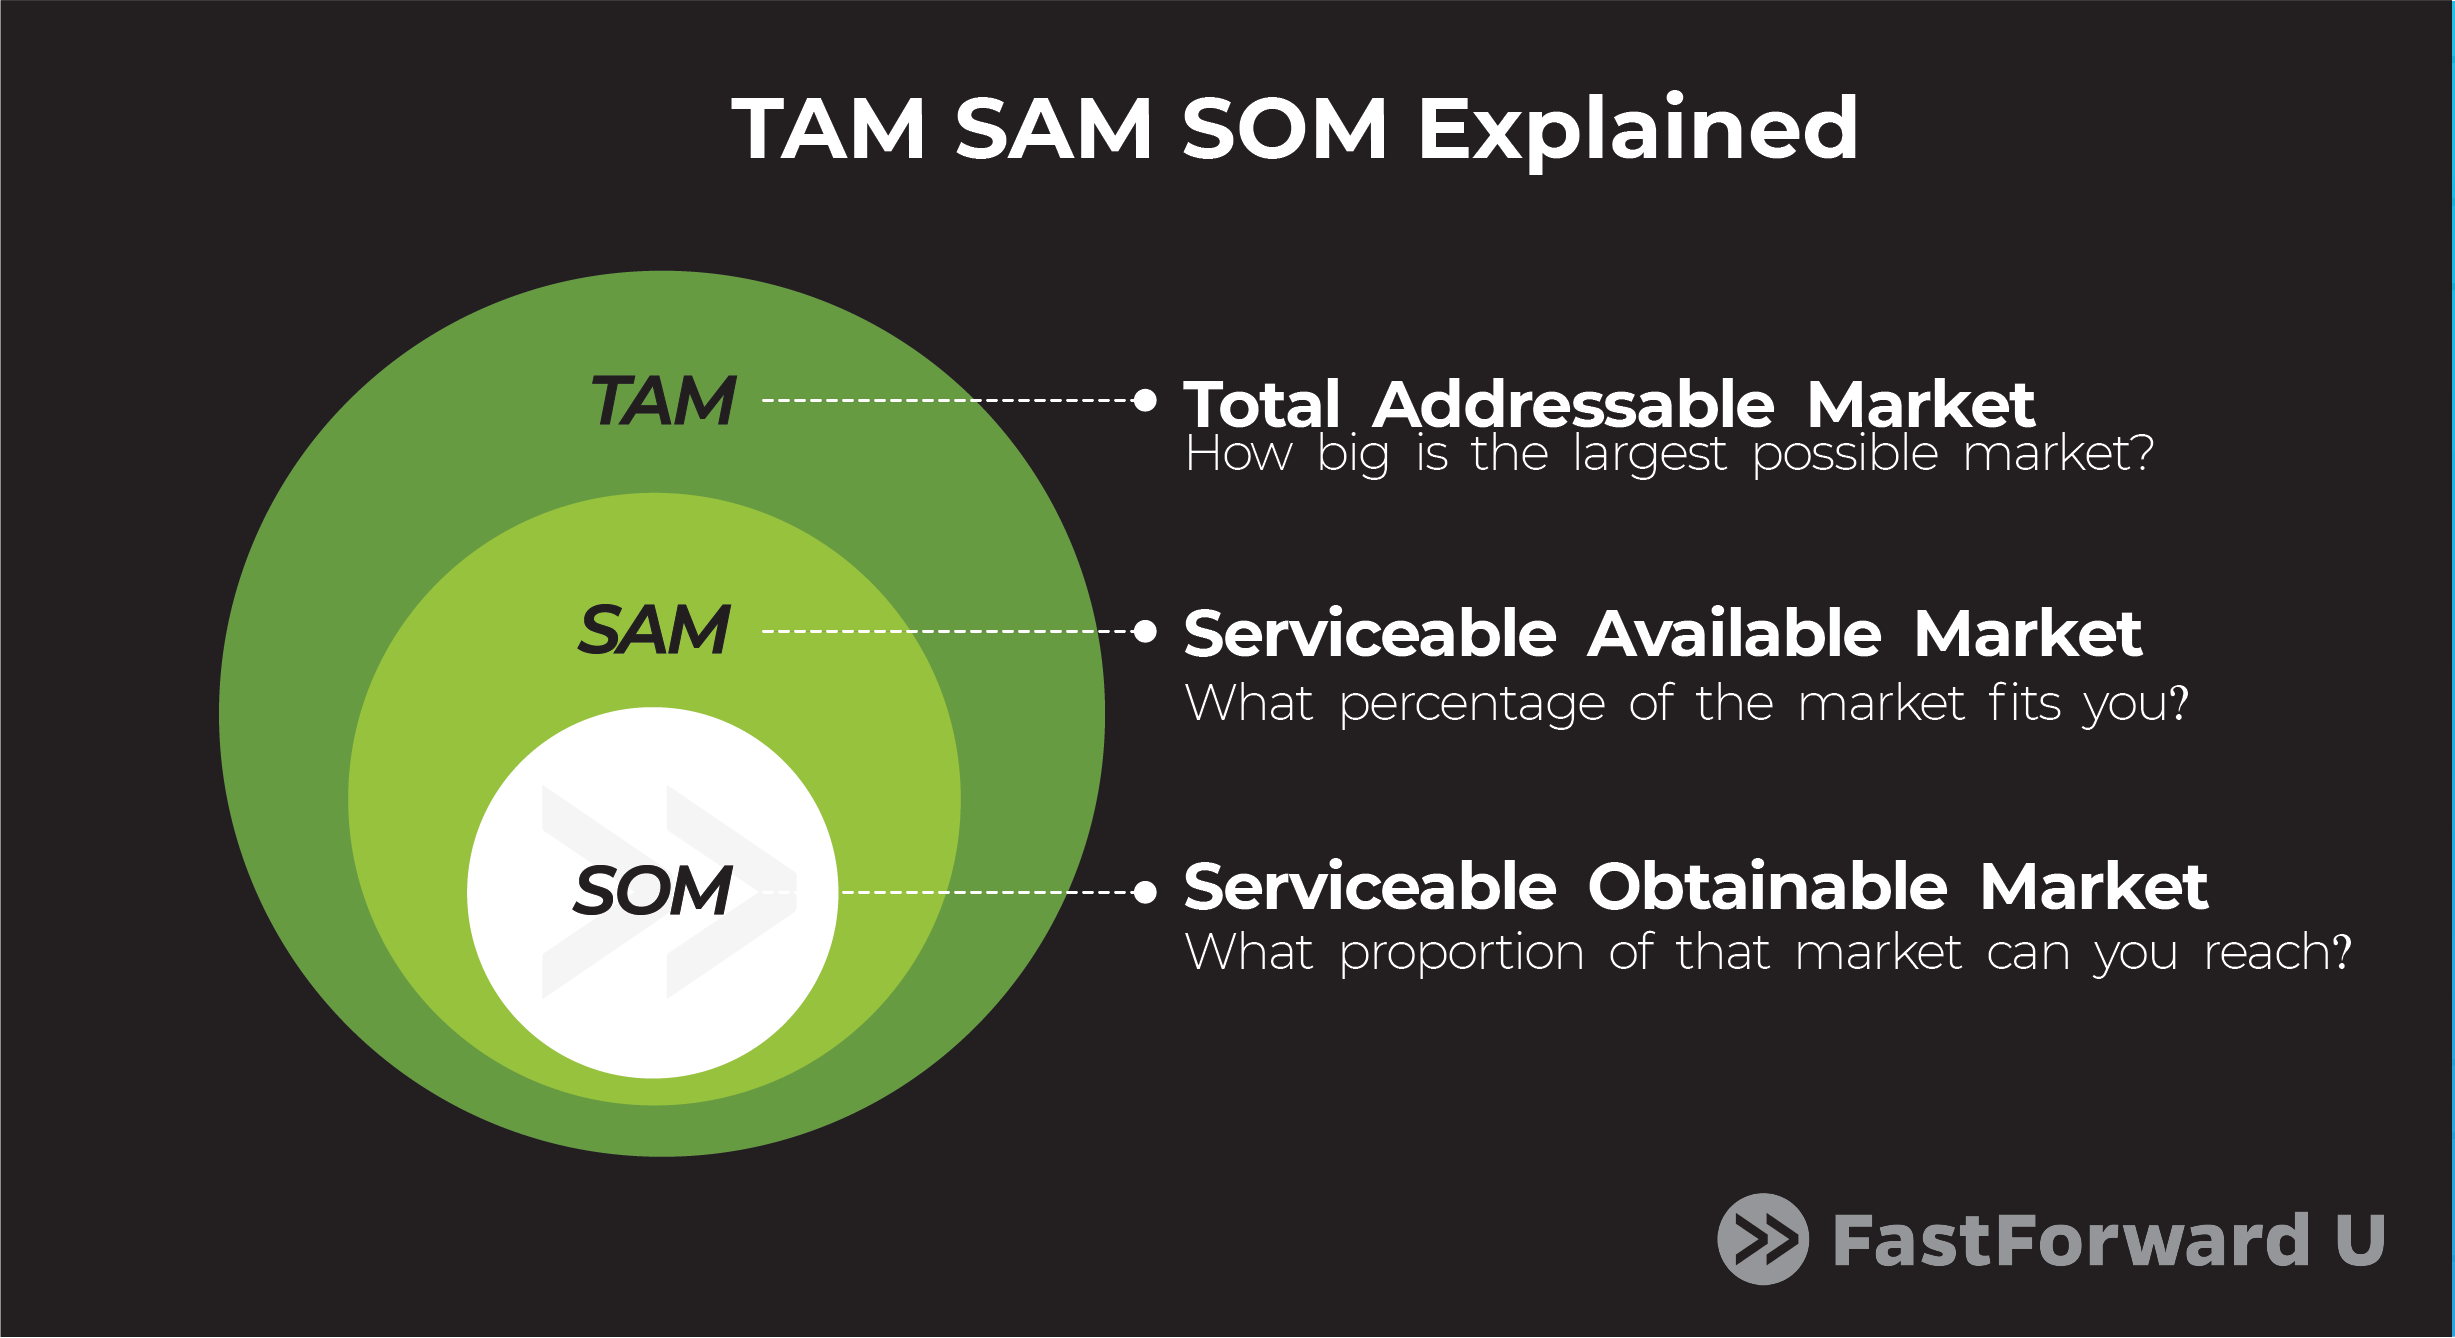 TAM SAM SOM Explained
TAM
Total Addressable Market
How big is the largest possible market?
SAM
Serviceable Available Market
What percentage of the market fits you?
SOM
Serviceable Obtainable Market
What proportion of that market can you reach?
FastForward U